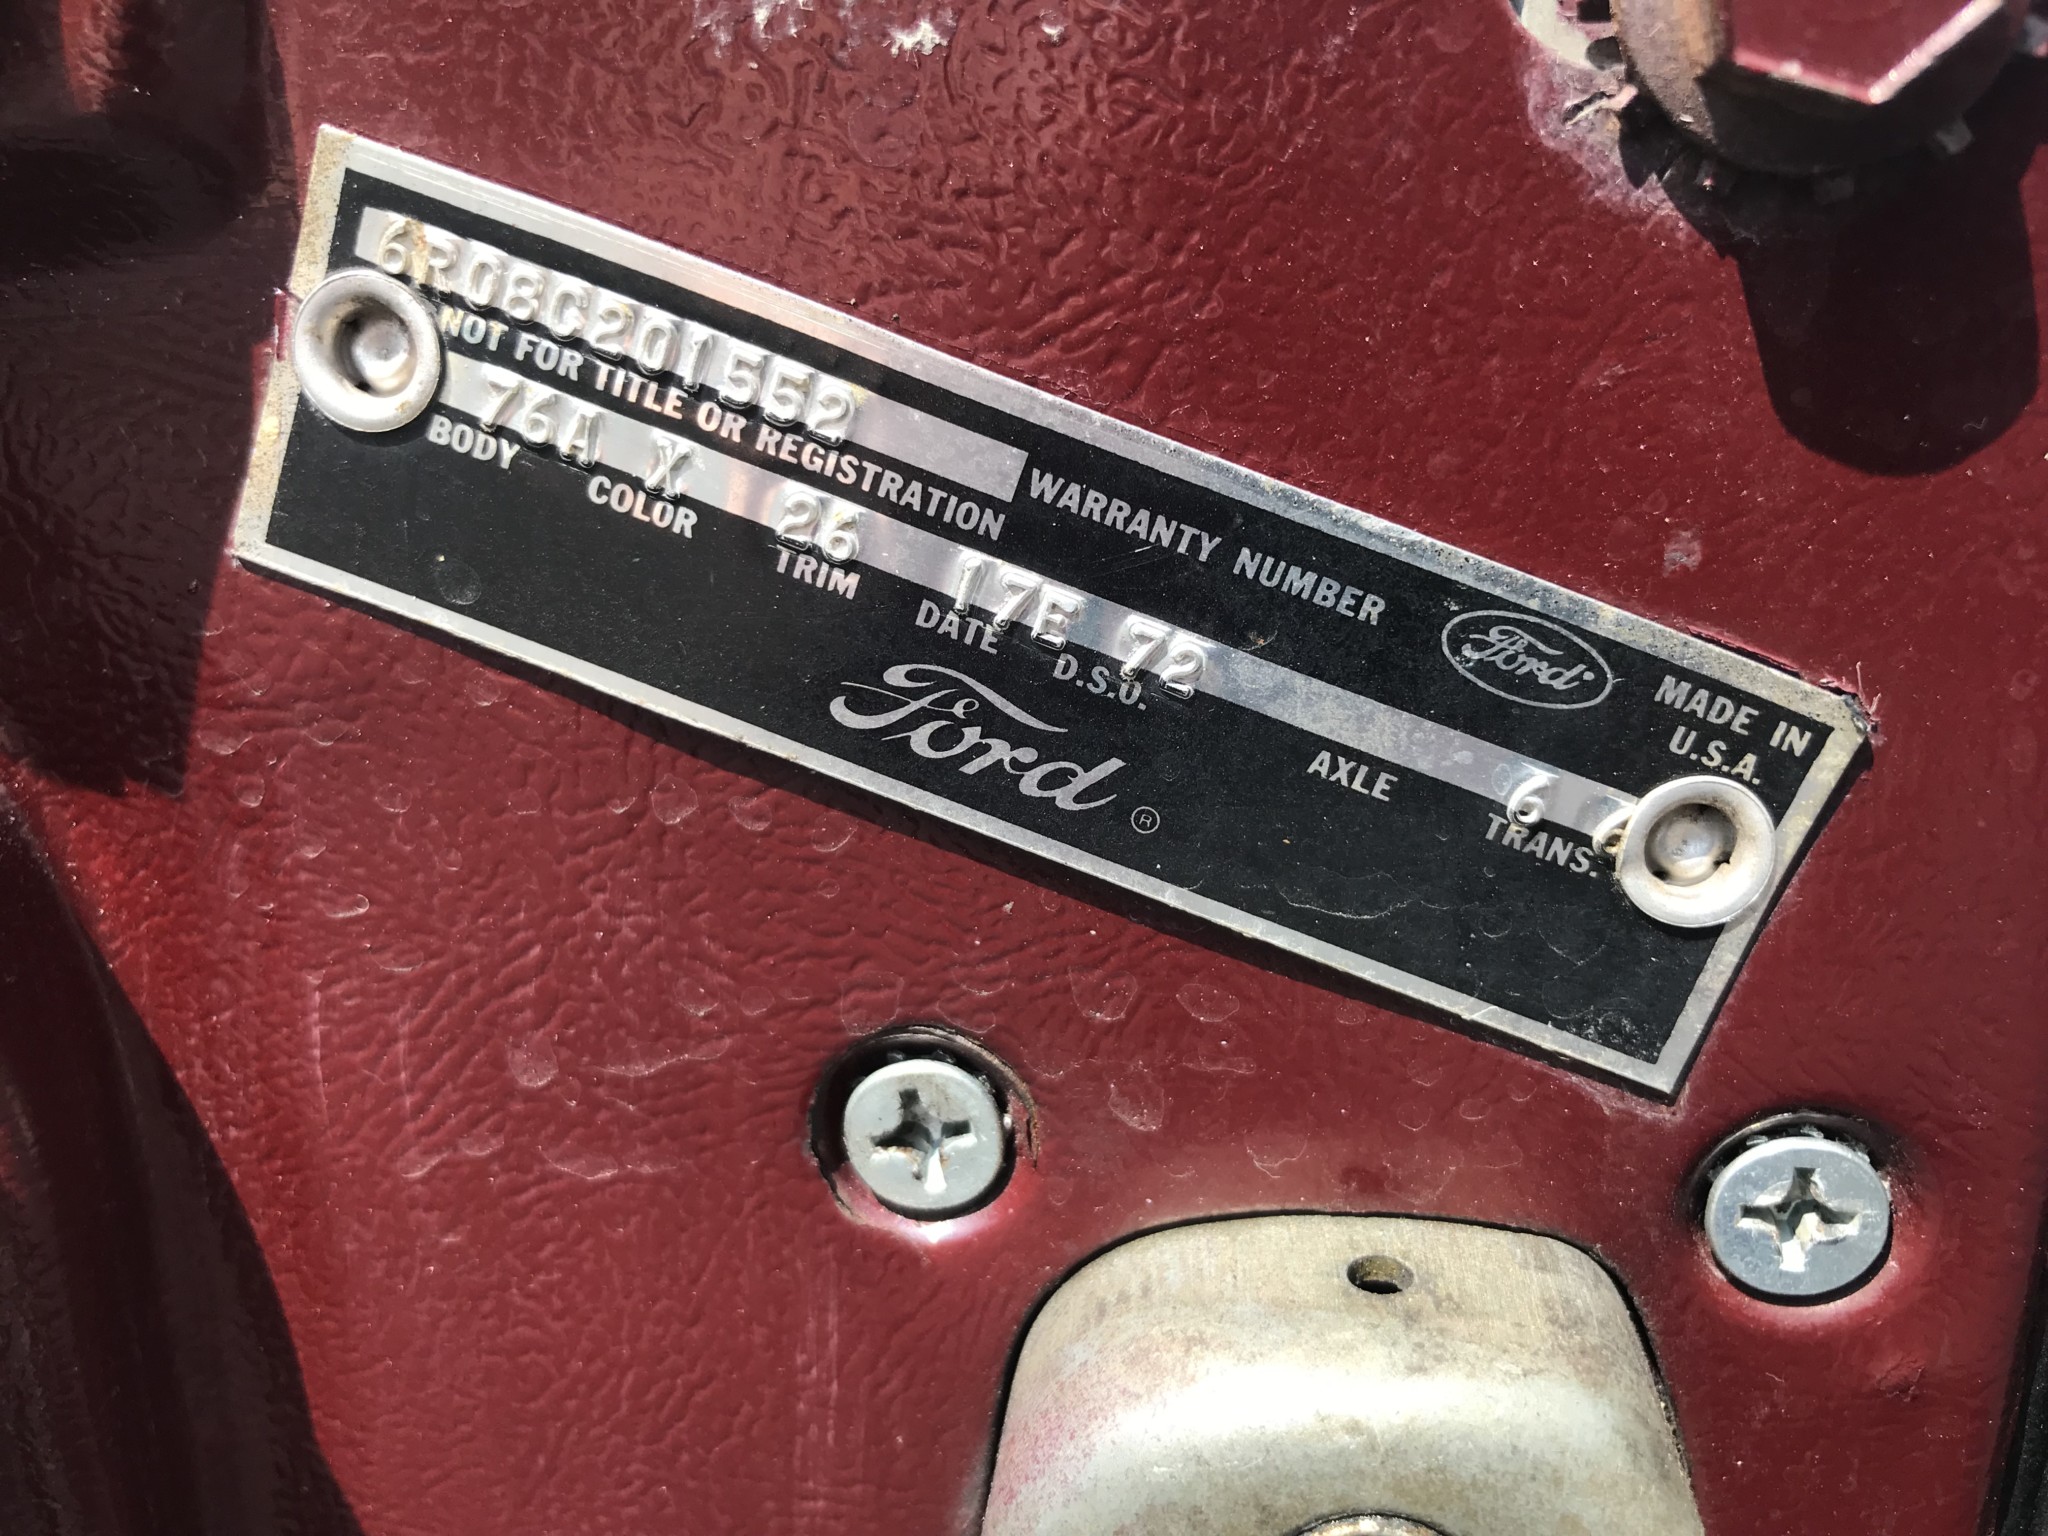 6R08C201552 WARRANTY NUMBER Ford MADE IN
NOT FOR TITLE OR REGISTRATION U.S.A.
76A X 26 17E 72 6 6
BODY COLOR TRIM DATE D.S.O. AXLE TRANS.
Ford ®